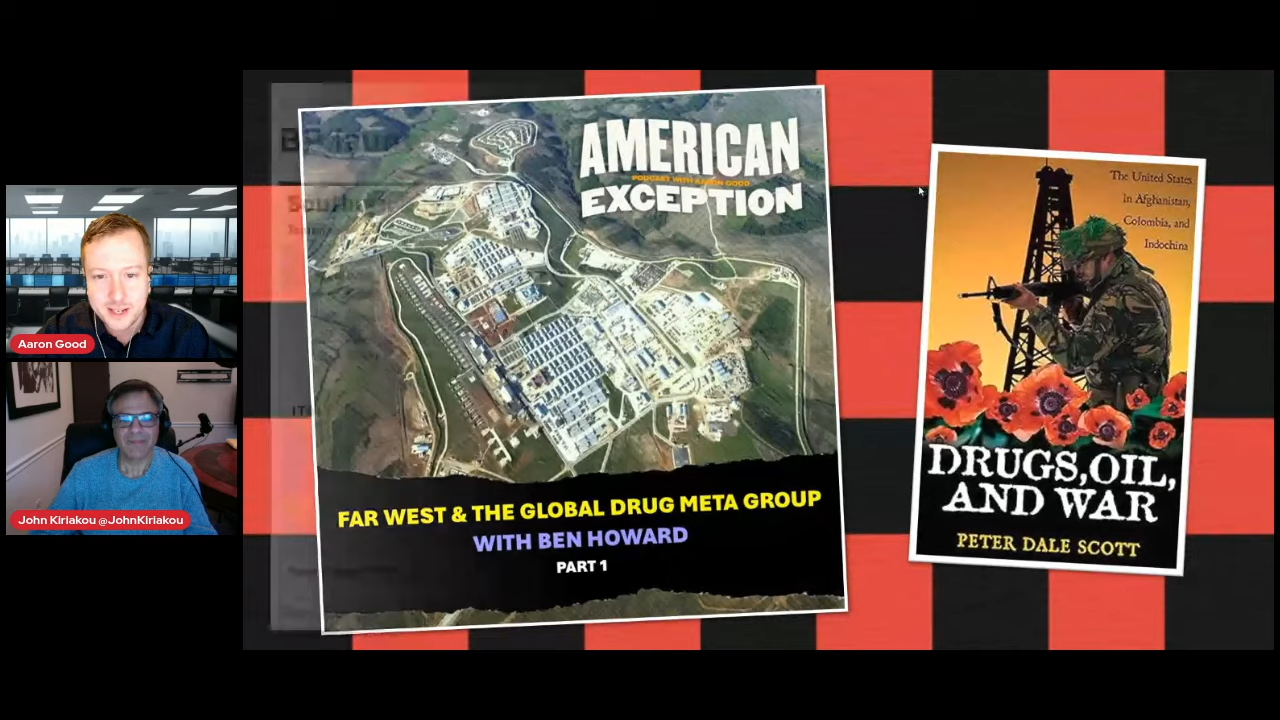 Aaron Good
John Kiriakou @JohnKiriakou
AMERICAN
PODCAST WITH AARON GOOD
EXCEPTION
FAR WEST & THE GLOBAL DRUG META GROUP
WITH BEN HOWARD
PART 1
The United States
In Afghanistan,
Colombia, and
Indochina
DRUGS, OIL,
AND WAR
PETER DALE SCOTT